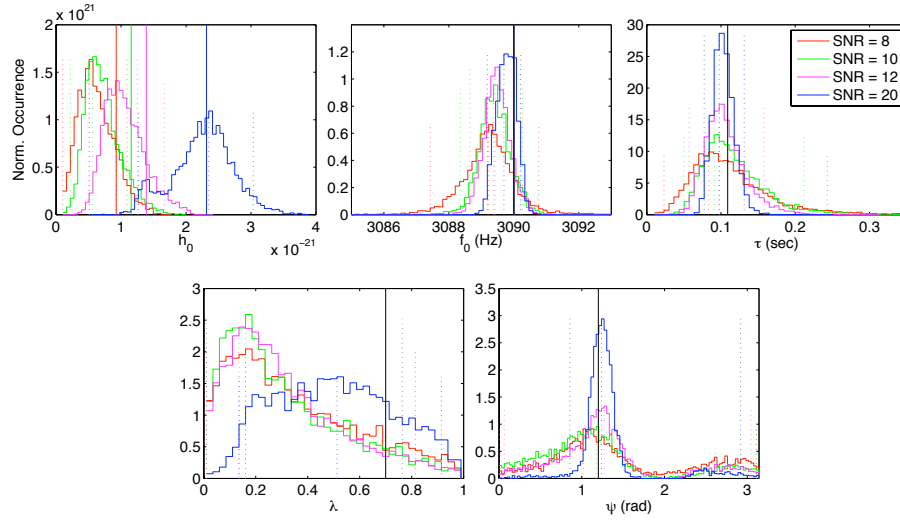 2 x 10^21
1.5
1
0.5
0
Norm. Occurrence
0 1 2 3 4
x 10^-21
h_0
1.2
1
0.8
0.6
0.4
0.2
0
3086 3088 3090 3092
f_0 (Hz)
30
25
20
15
10
5
0
0 0.1 0.2 0.3
τ (sec)
SNR = 8
SNR = 10
SNR = 12
SNR = 20
3
2.5
2
1.5
1
0.5
0
0 0.2 0.4 0.6 0.8 1
λ
3.5
3
2.5
2
1.5
1
0.5
0
0 1 2 3
ψ (rad)